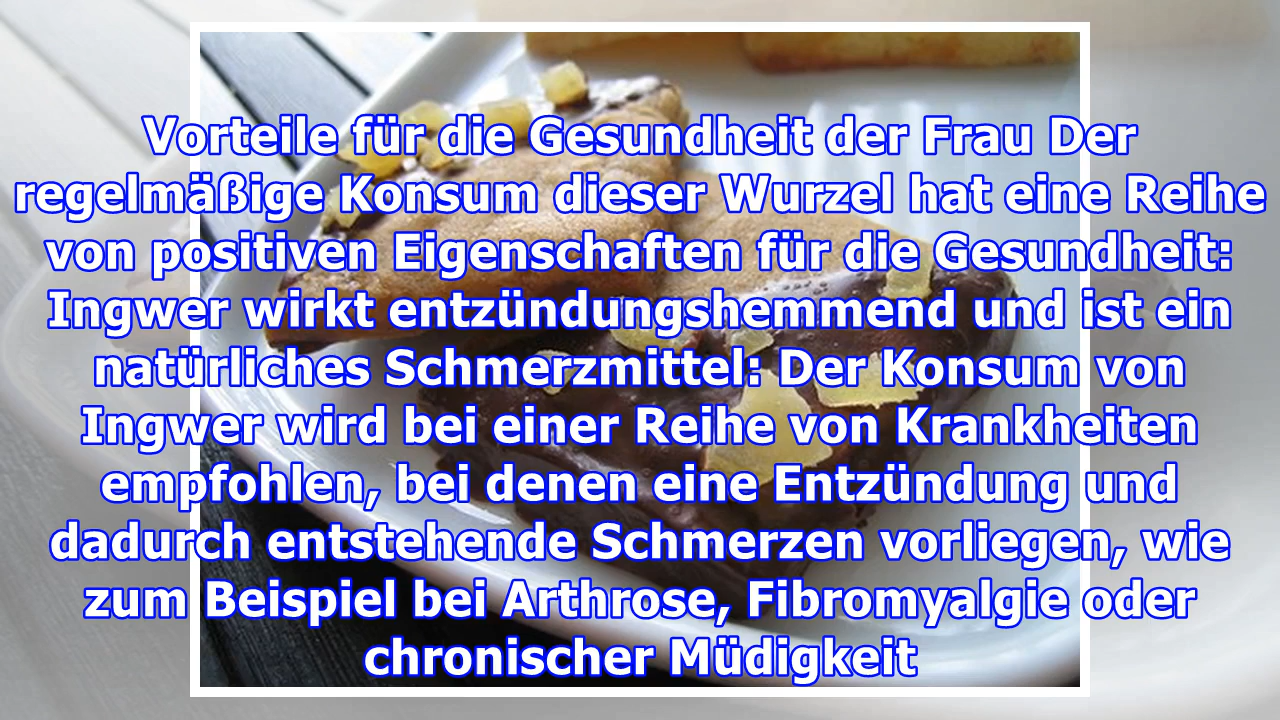 Vorteile für die Gesundheit der Frau Der
regelmäßige Konsum dieser Wurzel hat eine Reihe
von positiven Eigenschaften für die Gesundheit:
Ingwer wirkt entzündungshemmend und ist ein
natürliches Schmerzmittel: Der Konsum von
Ingwer wird bei einer Reihe von Krankheiten
empfohlen, bei denen eine Entzündung und
dadurch entstehende Schmerzen vorliegen, wie
zum Beispiel bei Arthrose, Fibromyalgie oder
chronischer Müdigkeit